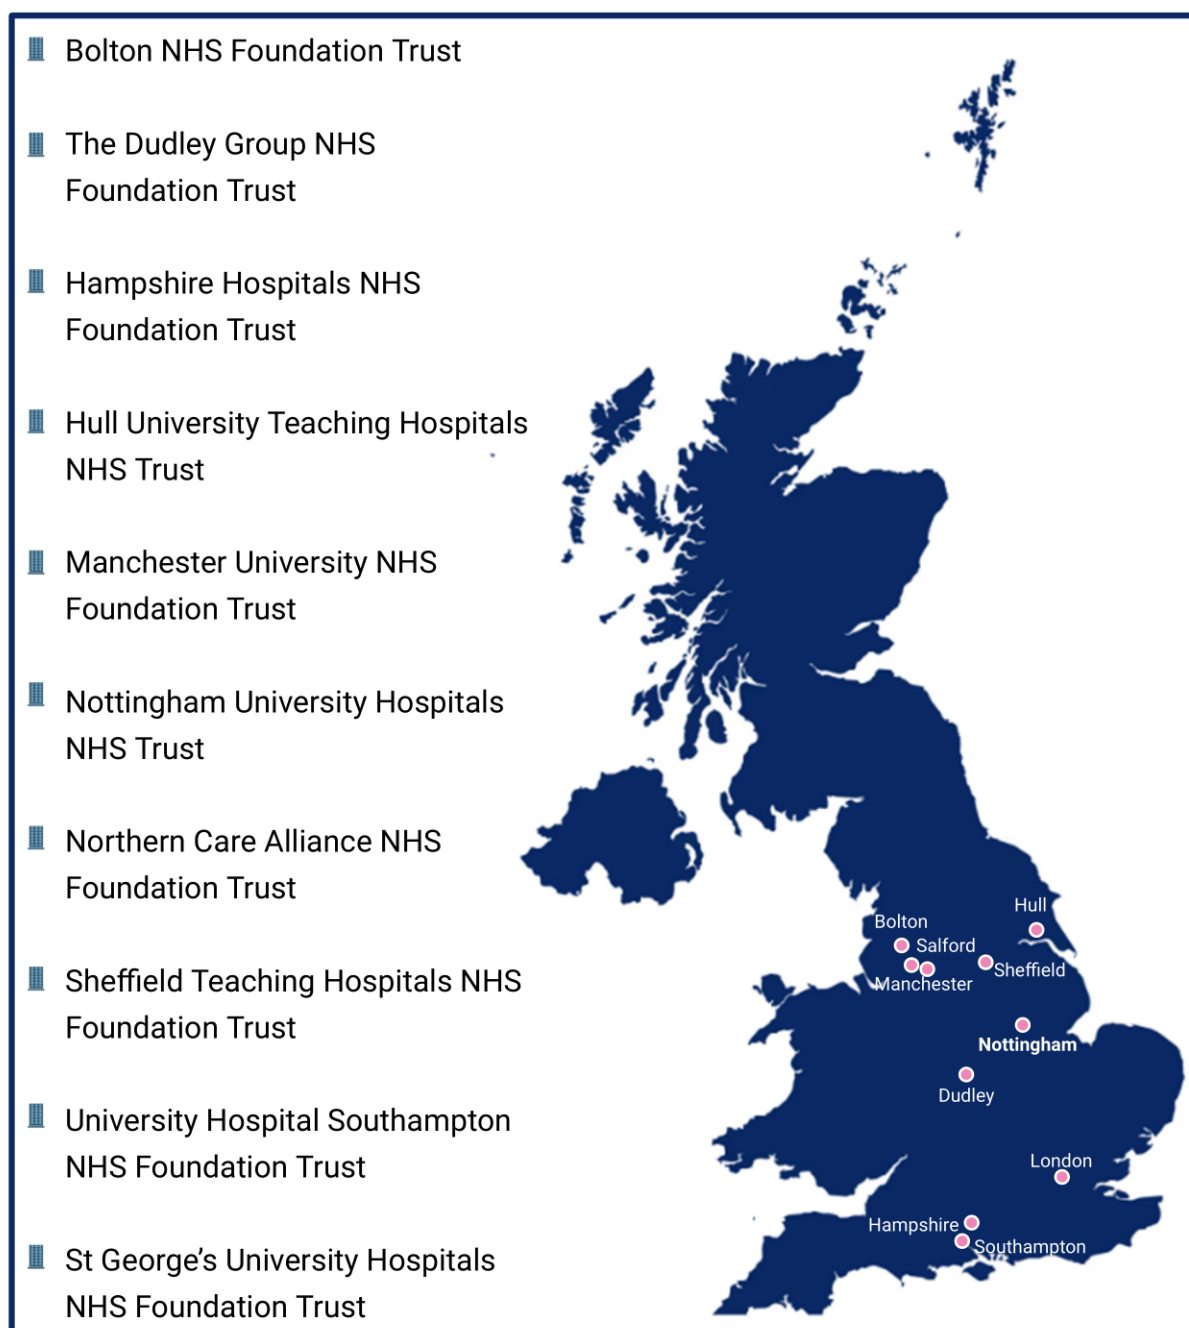 Bolton NHS Foundation Trust
The Dudley Group NHS
Foundation Trust
Hampshire Hospitals NHS
Foundation Trust
Hull University Teaching Hospitals
NHS Trust
Manchester University NHS
Foundation Trust
Nottingham University Hospitals
NHS Trust
Northern Care Alliance NHS
Foundation Trust
Sheffield Teaching Hospitals NHS
Foundation Trust
University Hospital Southampton
NHS Foundation Trust
St George’s University Hospitals
NHS Foundation Trust
Hull
Bolton
Salford
Sheffield
Manchester
Nottingham
Dudley
London
Hampshire
Southampton